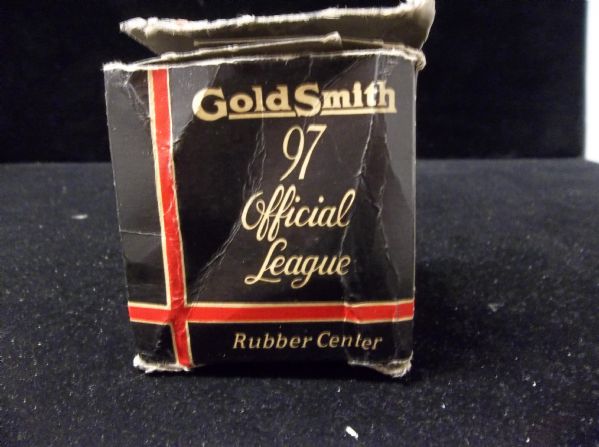 GoldSmith
97
Official
League
Rubber Center